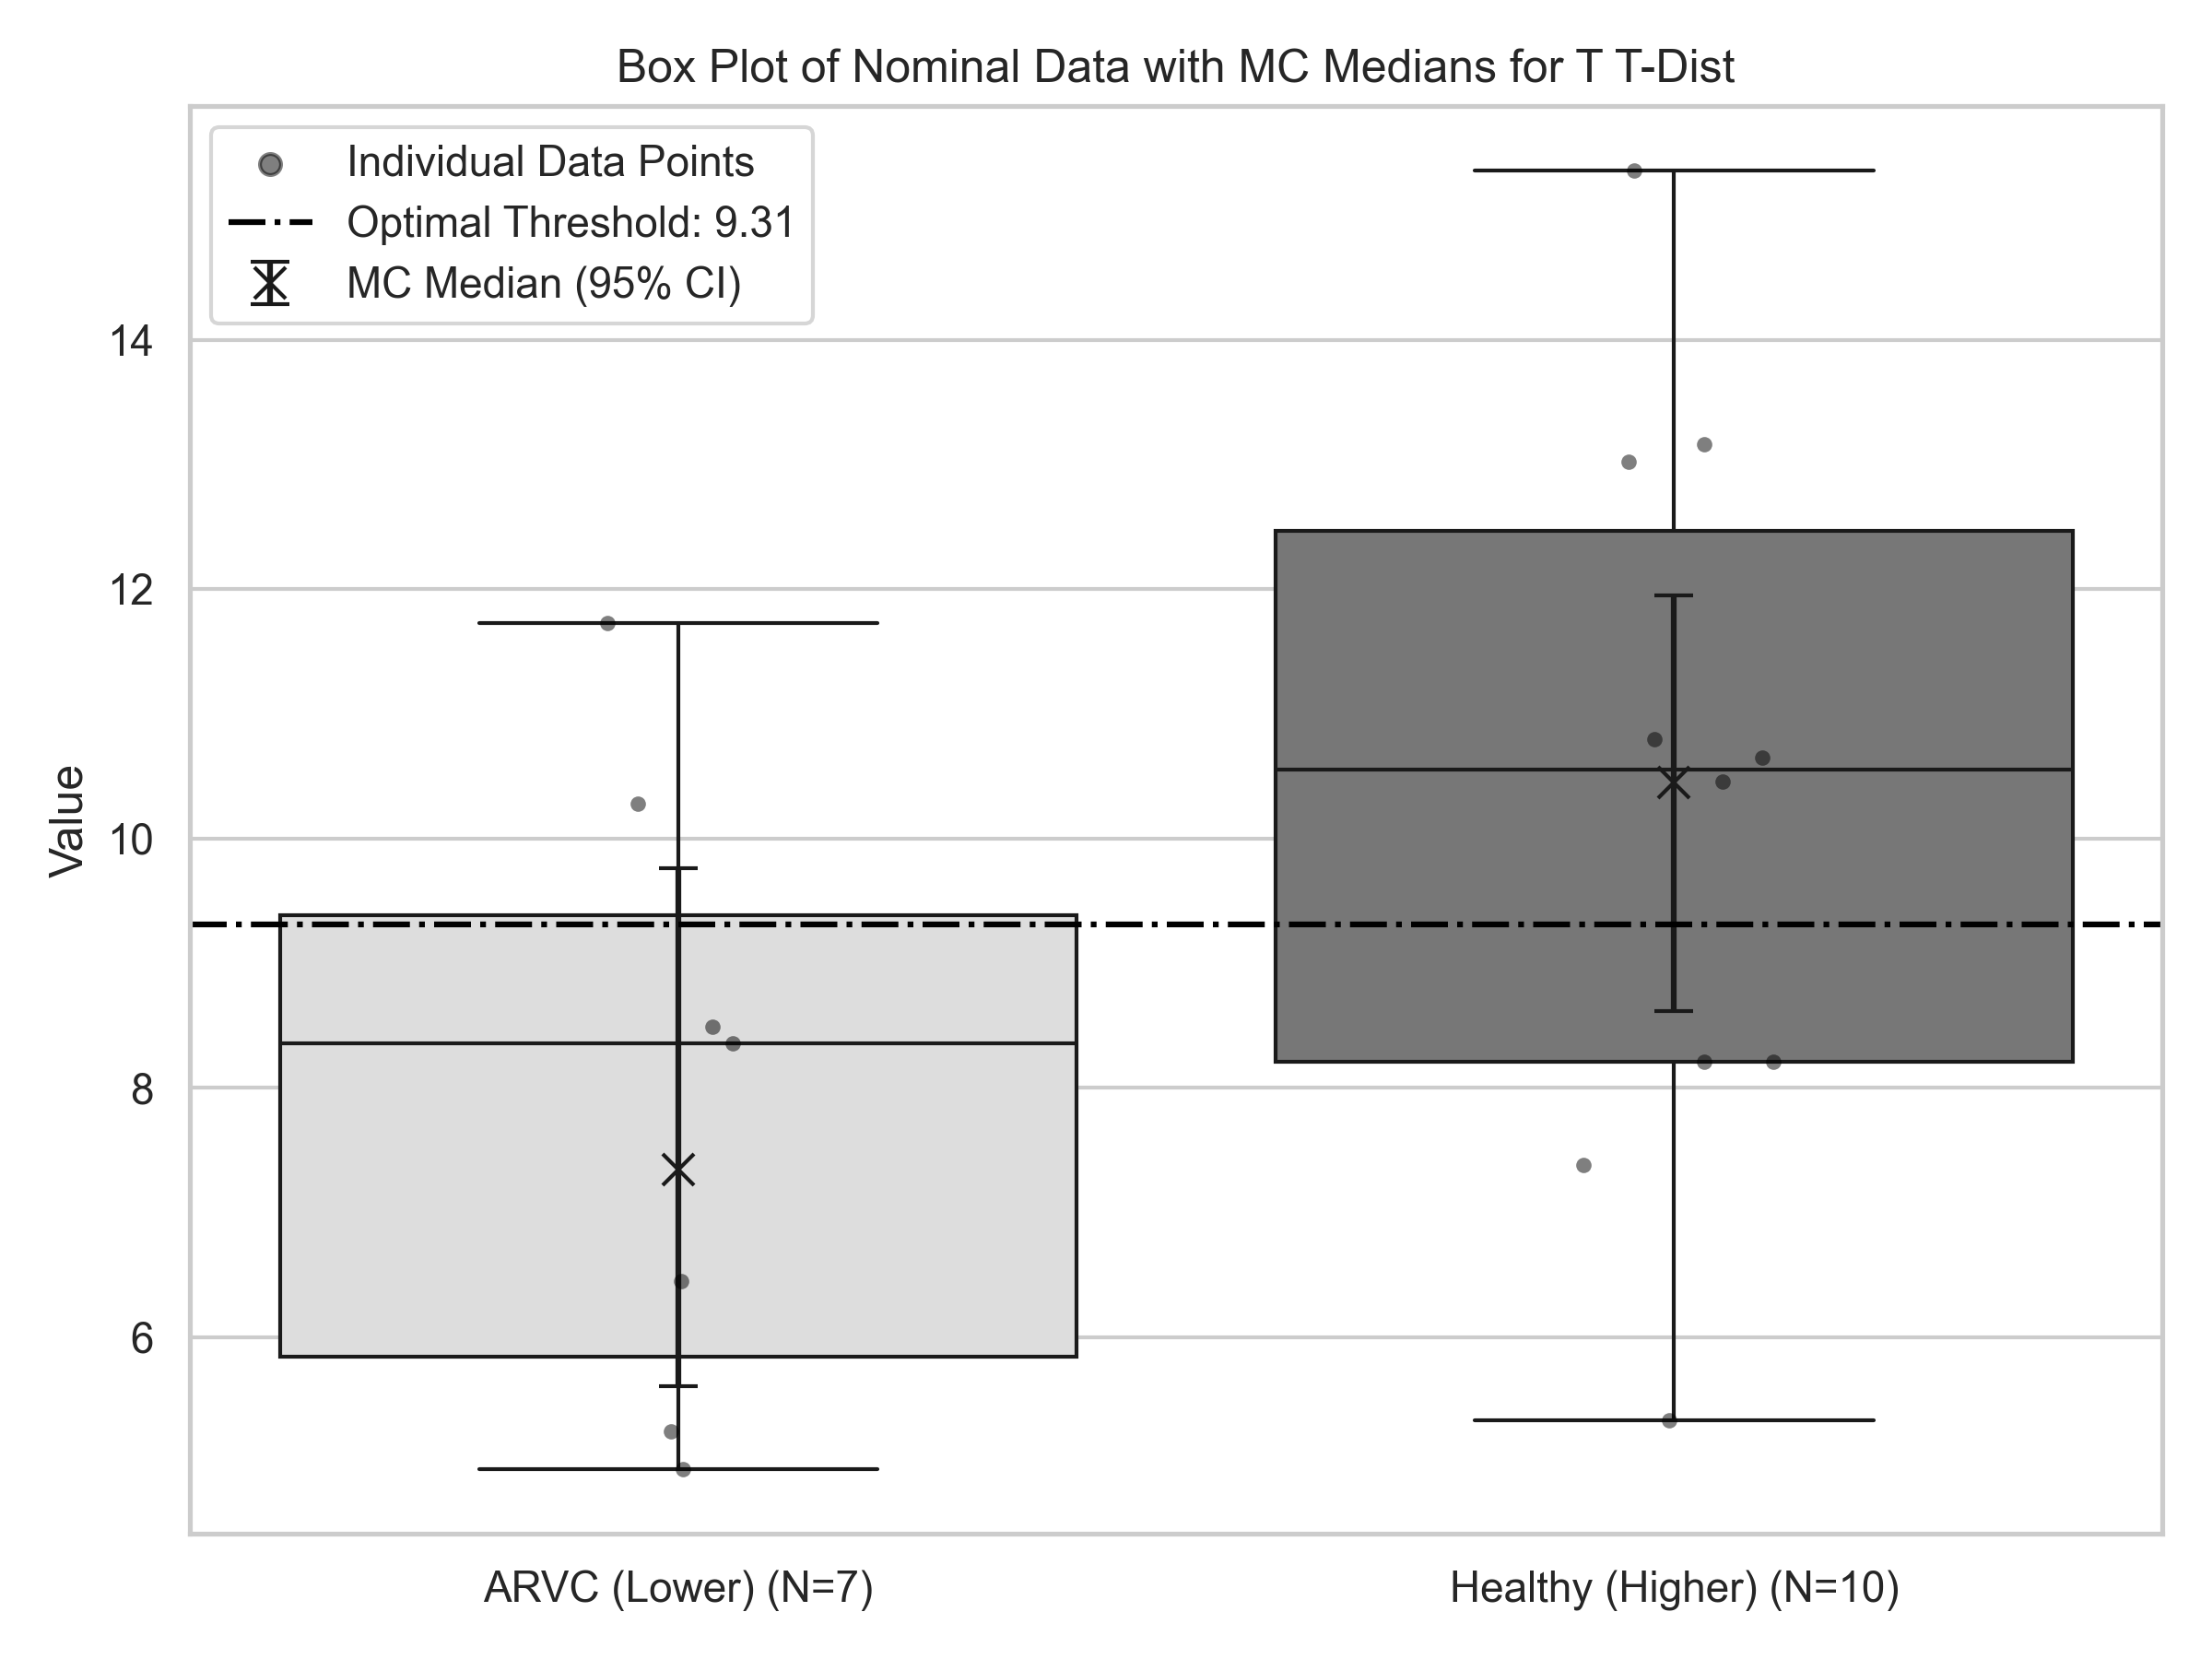 Box Plot of Nominal Data with MC Medians for T T-Dist
Individual Data Points
Optimal Threshold: 9.31
MC Median (95% CI)
14
12
10
8
6
Value
ARVC (Lower) (N=7)
Healthy (Higher) (N=10)